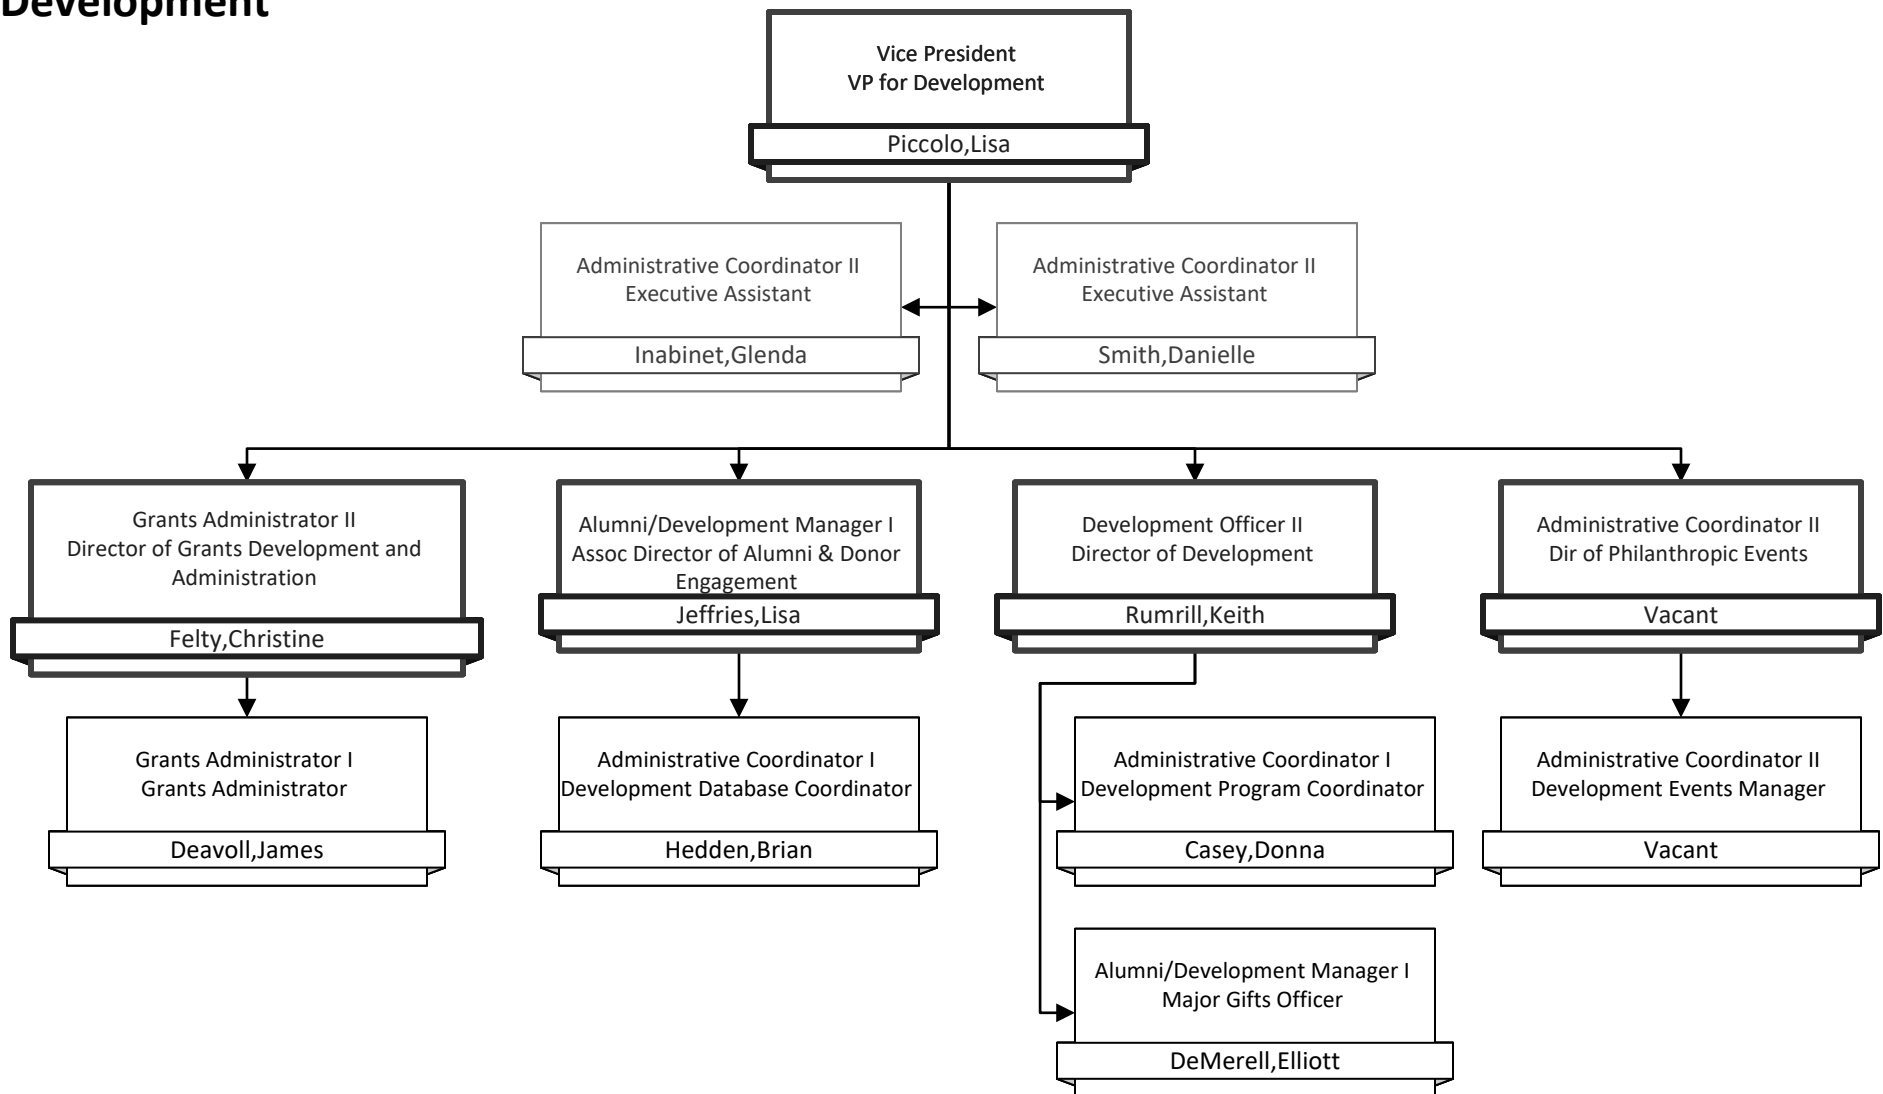 Development
Vice President
VP for Development
Piccolo,Lisa
Administrative Coordinator II
Executive Assistant
Inabinet,Glenda
Administrative Coordinator II
Executive Assistant
Smith,Danielle
Grants Administrator II
Director of Grants Development and
Administration
Felty,Christine
Alumni/Development Manager I
Assoc Director of Alumni & Donor
Engagement
Jeffries,Lisa
Development Officer II
Director of Development
Rumrill,Keith
Administrative Coordinator II
Dir of Philanthropic Events
Vacant
Grants Administrator I
Grants Administrator
Deavoll,James
Administrative Coordinator I
Development Database Coordinator
Hedden,Brian
Administrative Coordinator I
Development Program Coordinator
Casey,Donna
Administrative Coordinator II
Development Events Manager
Vacant
Alumni/Development Manager I
Major Gifts Officer
DeMerell,Elliott